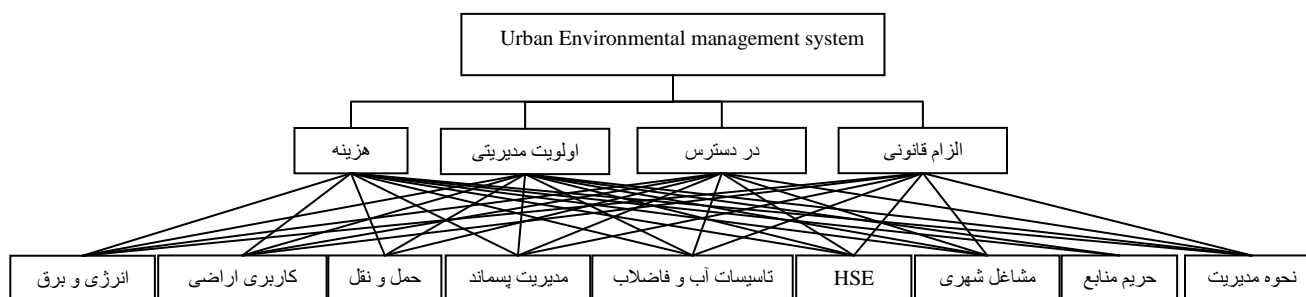 Urban Environmental management system
الزام قانونی
در دسترس
اولویت مدیریتی
هزینه
نحوه مدیریت
حریم منابع
مشاغل شهری
HSE
تاسیسات آب و فاضلاب
مدیریت پسماند
حمل و نقل
کاربری اراضی
انرژی و برق